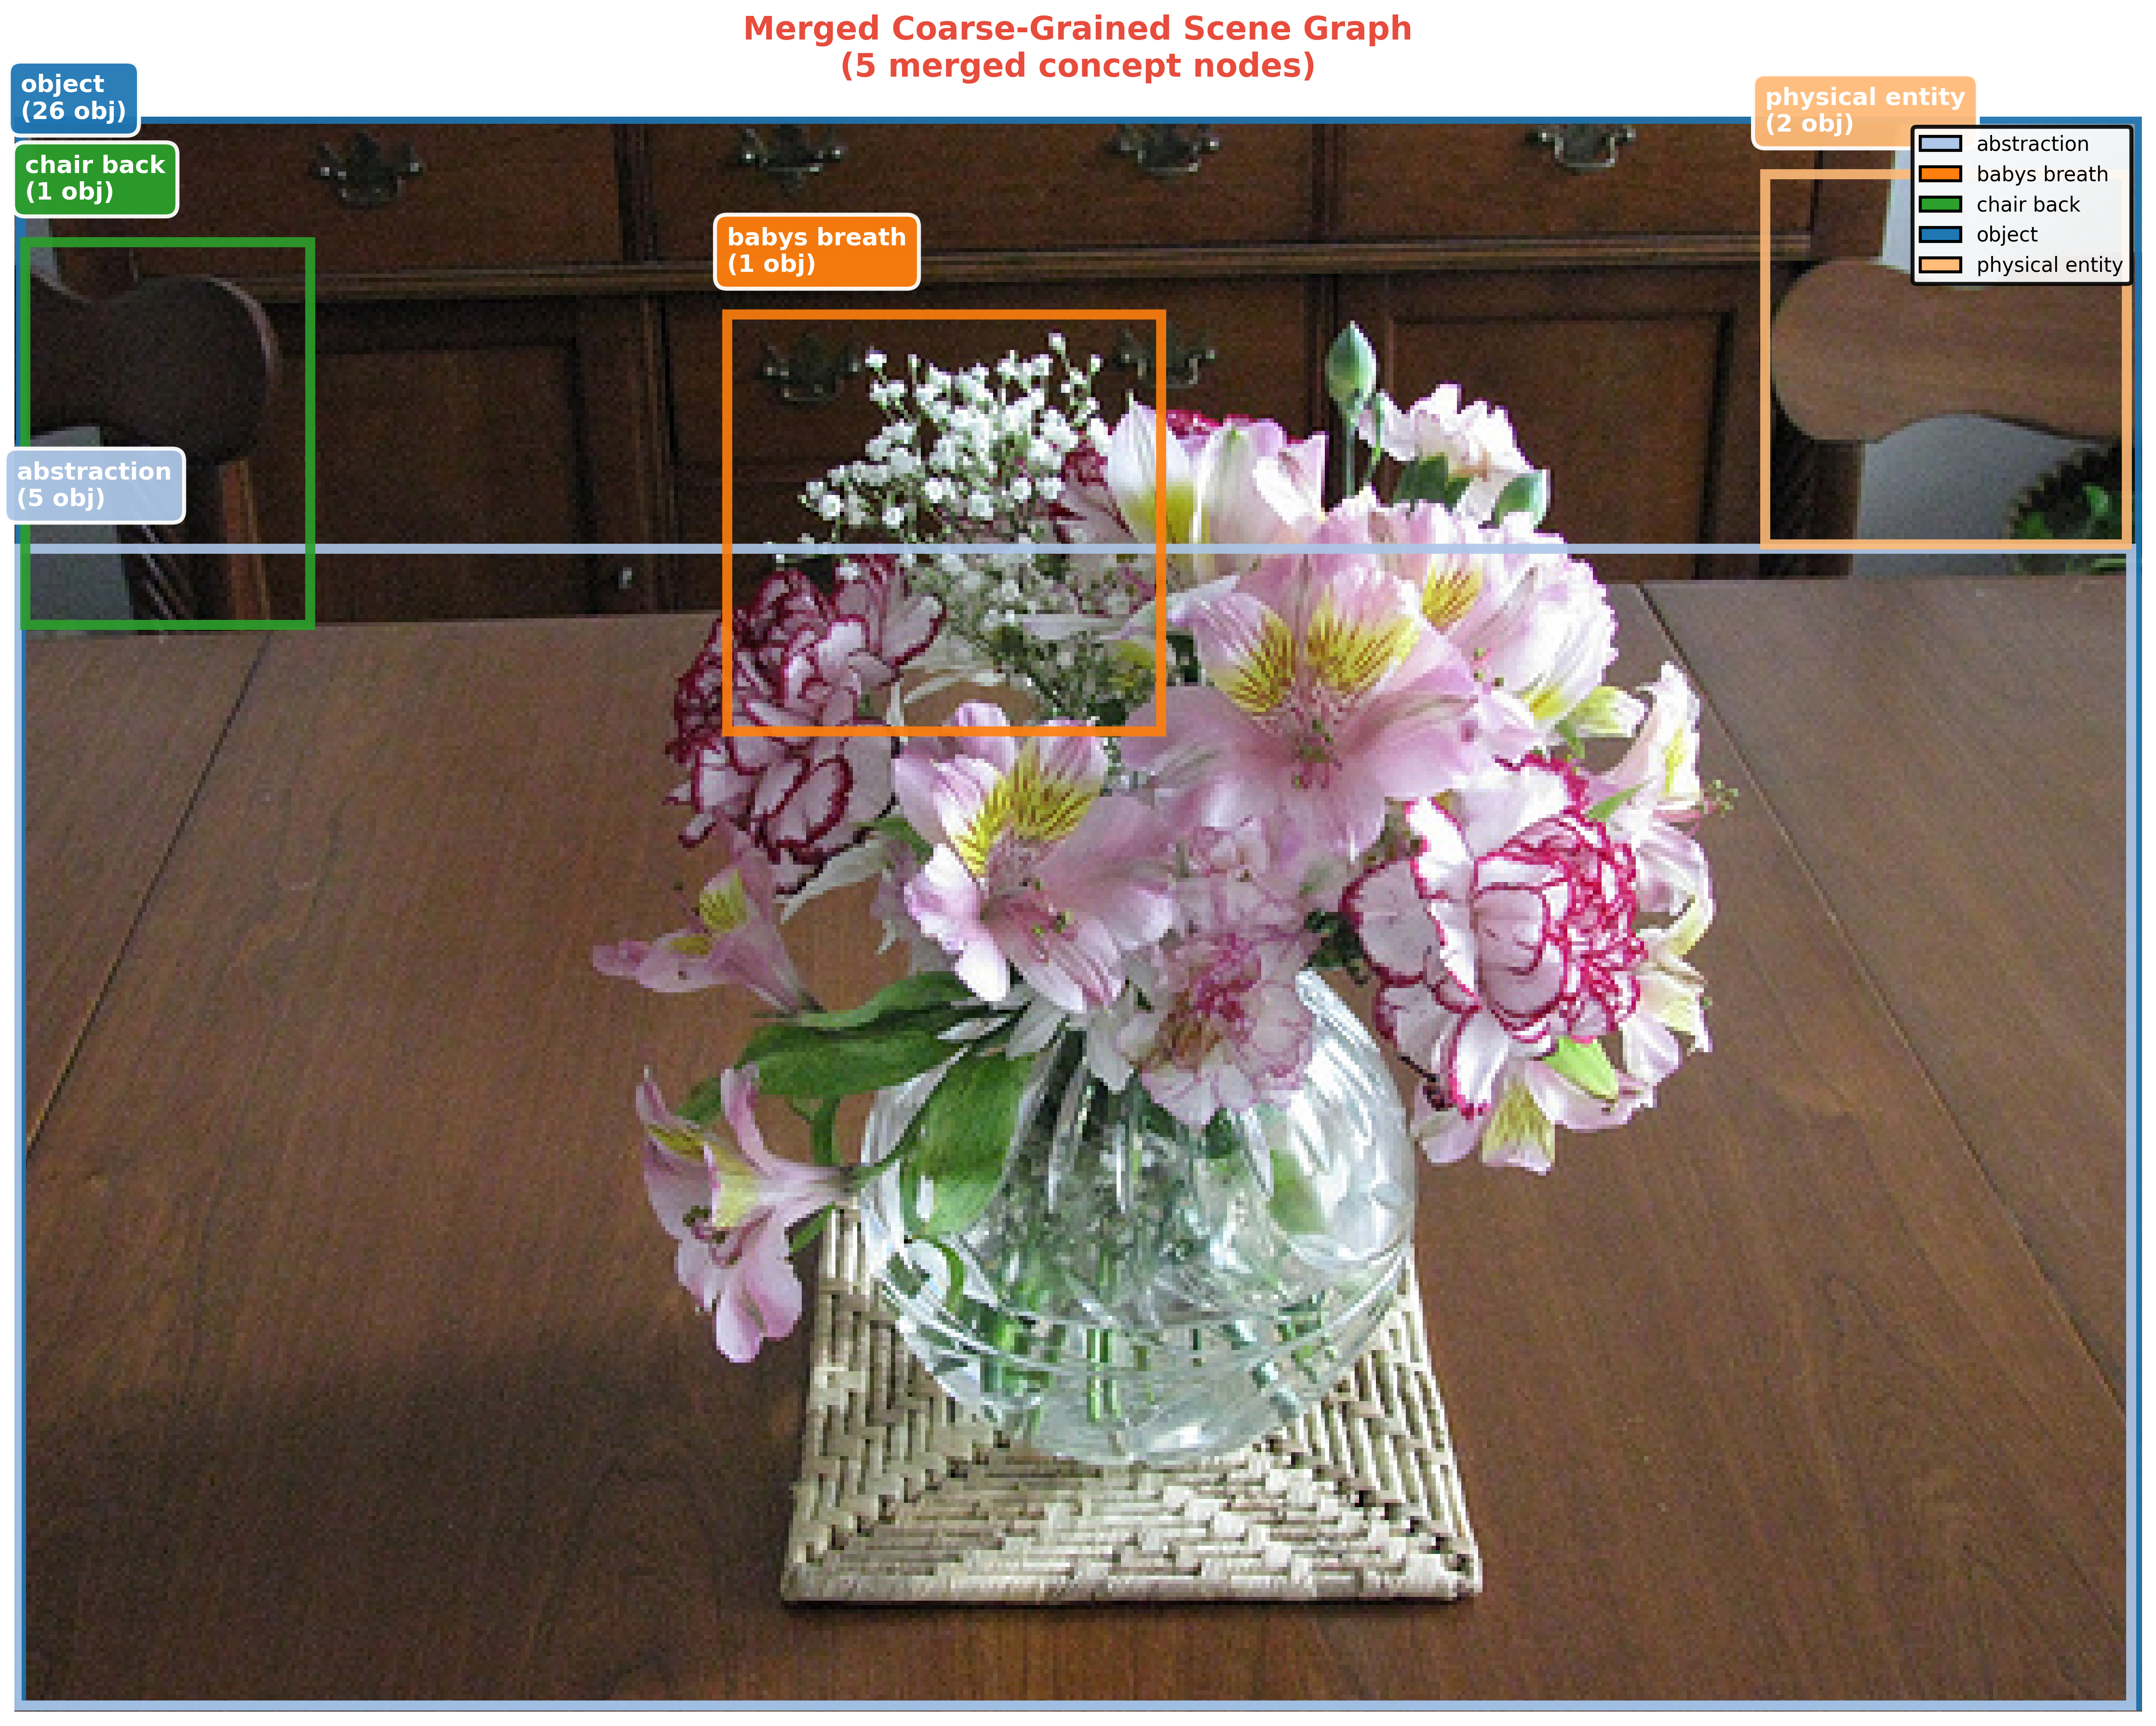 Merged Coarse-Grained Scene Graph
(5 merged concept nodes)
object
(26 obj)
physical entity
(2 obj)
chair back
(1 obj)
abstraction
babys breath
chair back
object
physical entity
babys breath
(1 obj)
abstraction
(5 obj)